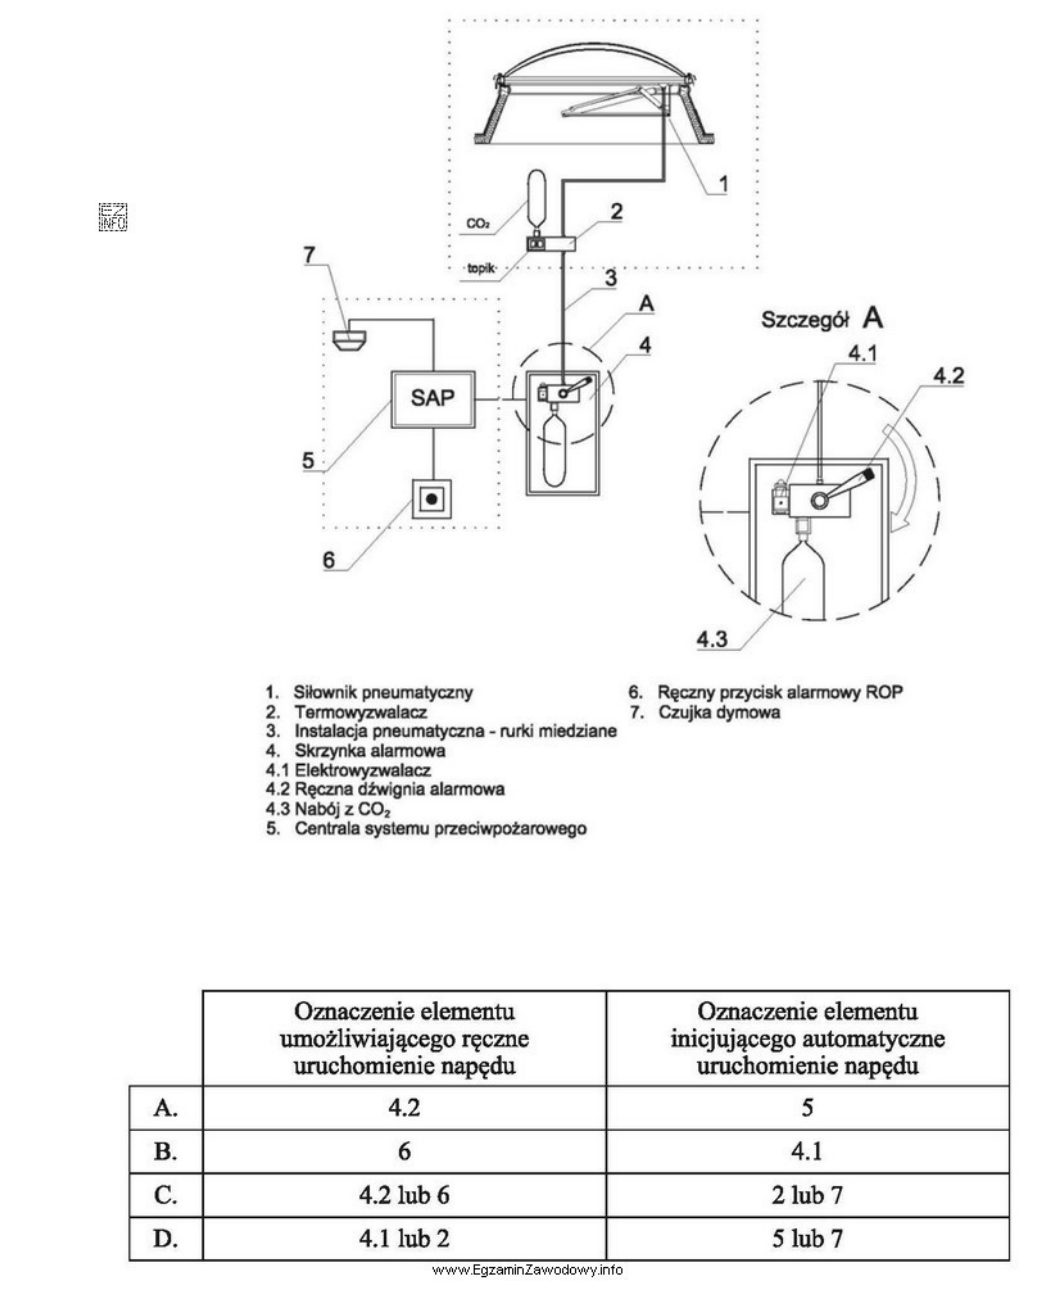 1
CO₂
2
topik
3
7
A
4
Szczegół A
4.1
4.2
SAP
5
6
4.3
EZ
INFO
1. Siłownik pneumatyczny
2. Termowyzwalacz
3. Instalacja pneumatyczna - rurki miedziane
4. Skrzynka alarmowa
4.1 Elektrowyzwalacz
4.2 Ręczna dźwignia alarmowa
4.3 Nabój z CO₂
5. Centrala systemu przeciwpożarowego
6. Ręczny przycisk alarmowy ROP
7. Czujka dymowa
Oznaczenie elementu
umożliwiającego ręczne
uruchomienie napędu
Oznaczenie elementu
inicjującego automatyczne
uruchomienie napędu
A. 4.2 5
B. 6 4.1
C. 4.2 lub 6 2 lub 7
D. 4.1 lub 2 5 lub 7
www.EgzaminZawodowy.info